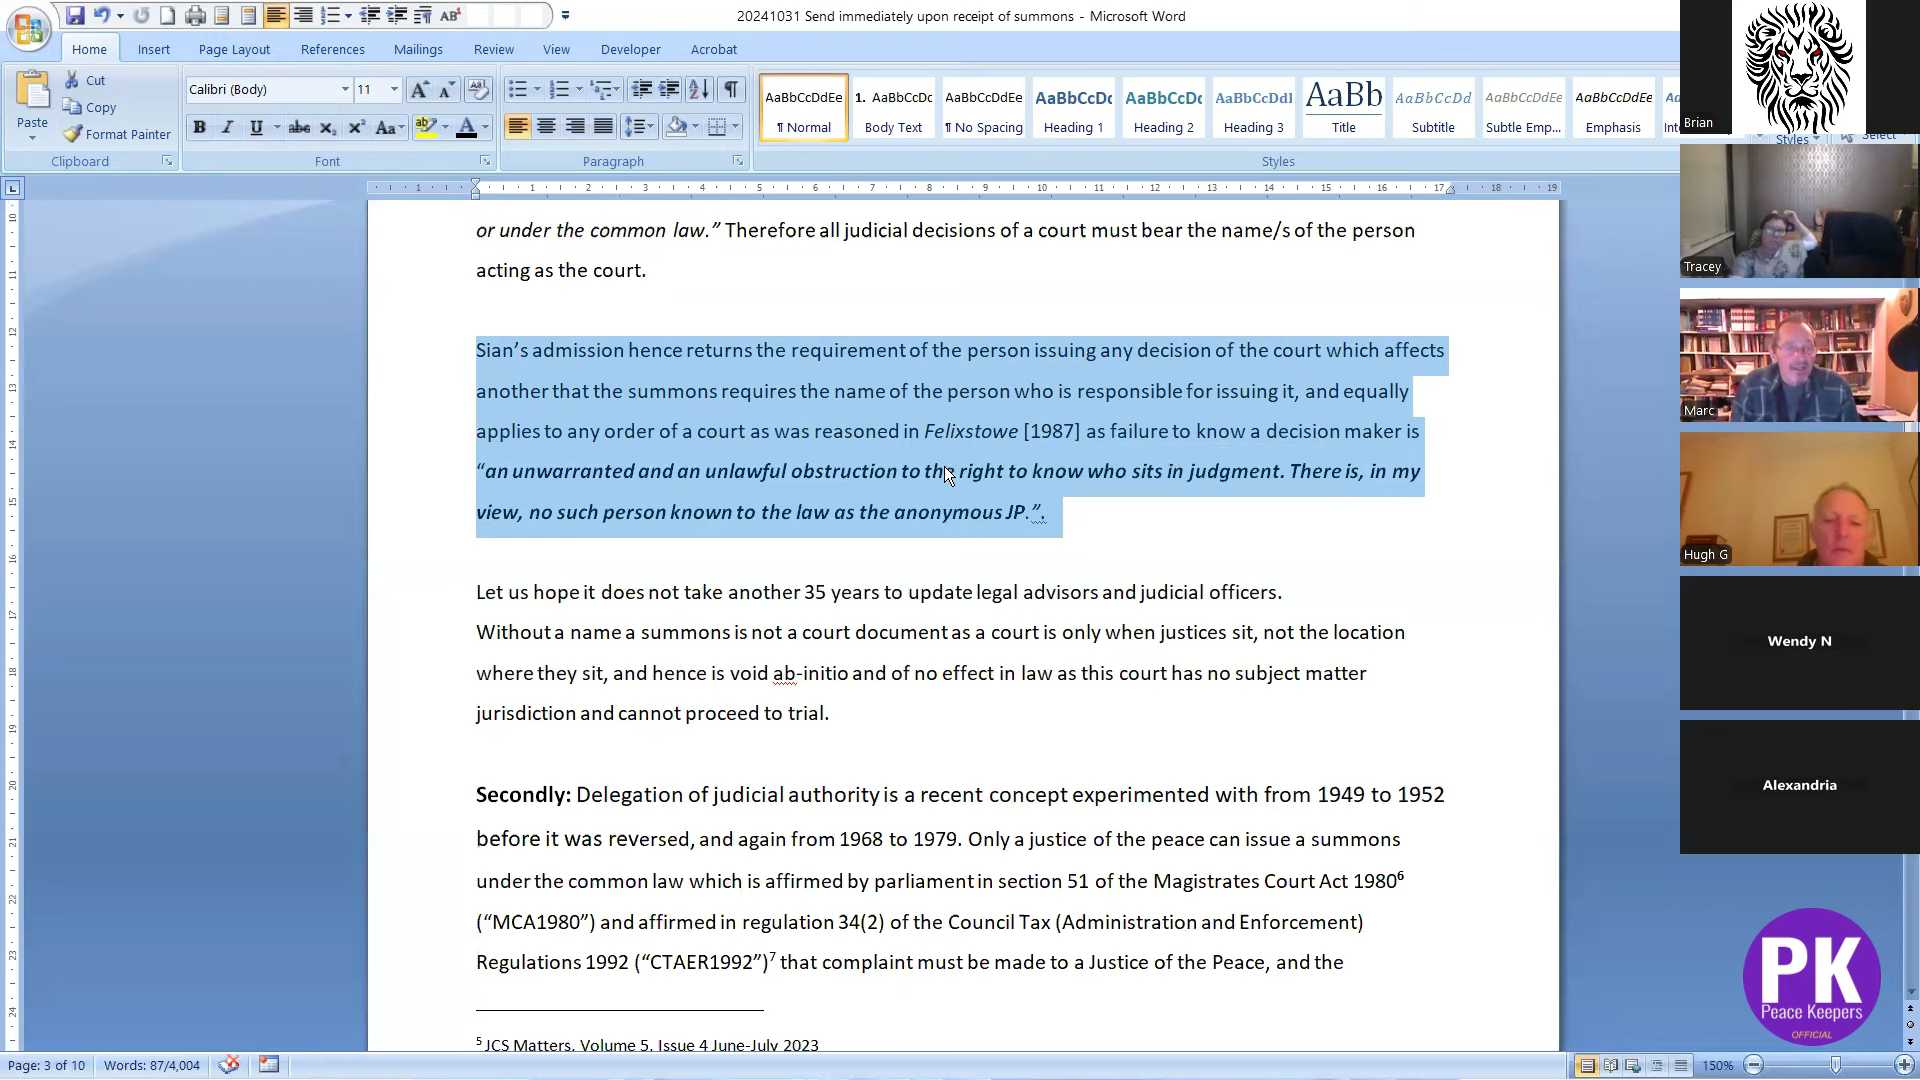 20241031 Send immediately upon receipt of summons - Microsoft Word
Home Insert Page Layout References Mailings Review View Developer Acrobat
Paste
Cut
Copy
Format Painter
Clipboard
Calibri (Body) 11
Font
Paragraph
AaBbCcDdEe ¶ Normal
1. AaBbCcDc Body Text
AaBbCcDdEe ¶ No Spacing
AaBbCcDc Heading 1
AaBbCcDc Heading 2
AaBbCcDdI Heading 3
AaBb Title
AaBbCcDd Subtitle
AaBbCcDdEe Subtle Emp...
AaBbCcDdEe Emphasis
Styles
or under the common law.” Therefore all judicial decisions of a court must bear the name/s of the person
acting as the court.
Sian’s admission hence returns the requirement of the person issuing any decision of the court which affects
another that the summons requires the name of the person who is responsible for issuing it, and equally
applies to any order of a court as was reasoned in Felixstowe [1987] as failure to know a decision maker is
“an unwarranted and an unlawful obstruction to the right to know who sits in judgment. There is, in my
view, no such person known to the law as the anonymous JP.”.
Let us hope it does not take another 35 years to update legal advisors and judicial officers.
Without a name a summons is not a court document as a court is only when justices sit, not the location
where they sit, and hence is void ab-initio and of no effect in law as this court has no subject matter
jurisdiction and cannot proceed to trial.
Secondly: Delegation of judicial authority is a recent concept experimented with from 1949 to 1952
before it was reversed, and again from 1968 to 1979. Only a justice of the peace can issue a summons
under the common law which is affirmed by parliament in section 51 of the Magistrates Court Act 1980⁶
(“MCA1980”) and affirmed in regulation 34(2) of the Council Tax (Administration and Enforcement)
Regulations 1992 (“CTAER1992”)⁷ that complaint must be made to a Justice of the Peace, and the
⁵ JCS Matters, Volume 5, Issue 4 June-July 2023
Page: 3 of 10 Words: 87/4,004
150%
Brian
Tracey
Marc
Hugh G
Wendy N
Alexandria
PK
Peace Keepers
OFFICIAL